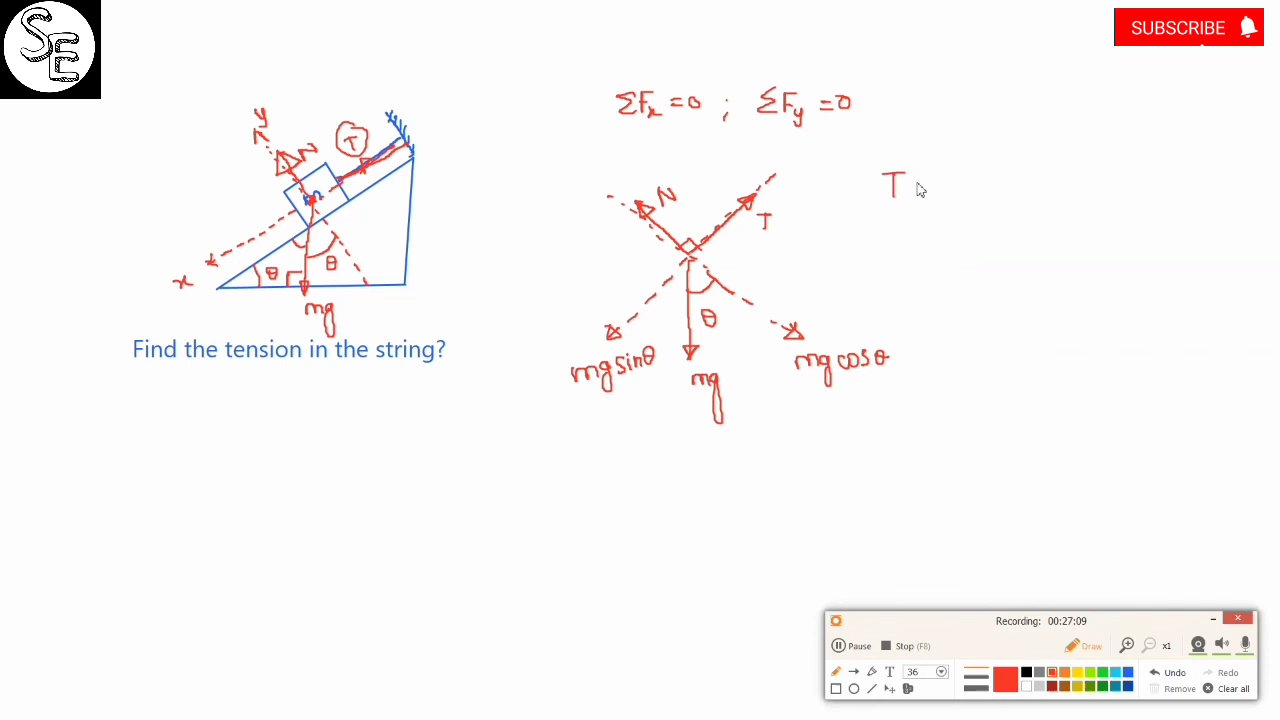 SE
SUBSCRIBE
ΣFx = 0 ; ΣFy = 0
y
N
T
m
θ
θ
x
mg
Find the tension in the string?
N
T
T
θ
mg sinθ
mg
mg cosθ
Recording: 00:27:09
Pause
Stop (F8)
Draw
x1
T
36
Undo
Redo
Remove
Clear all